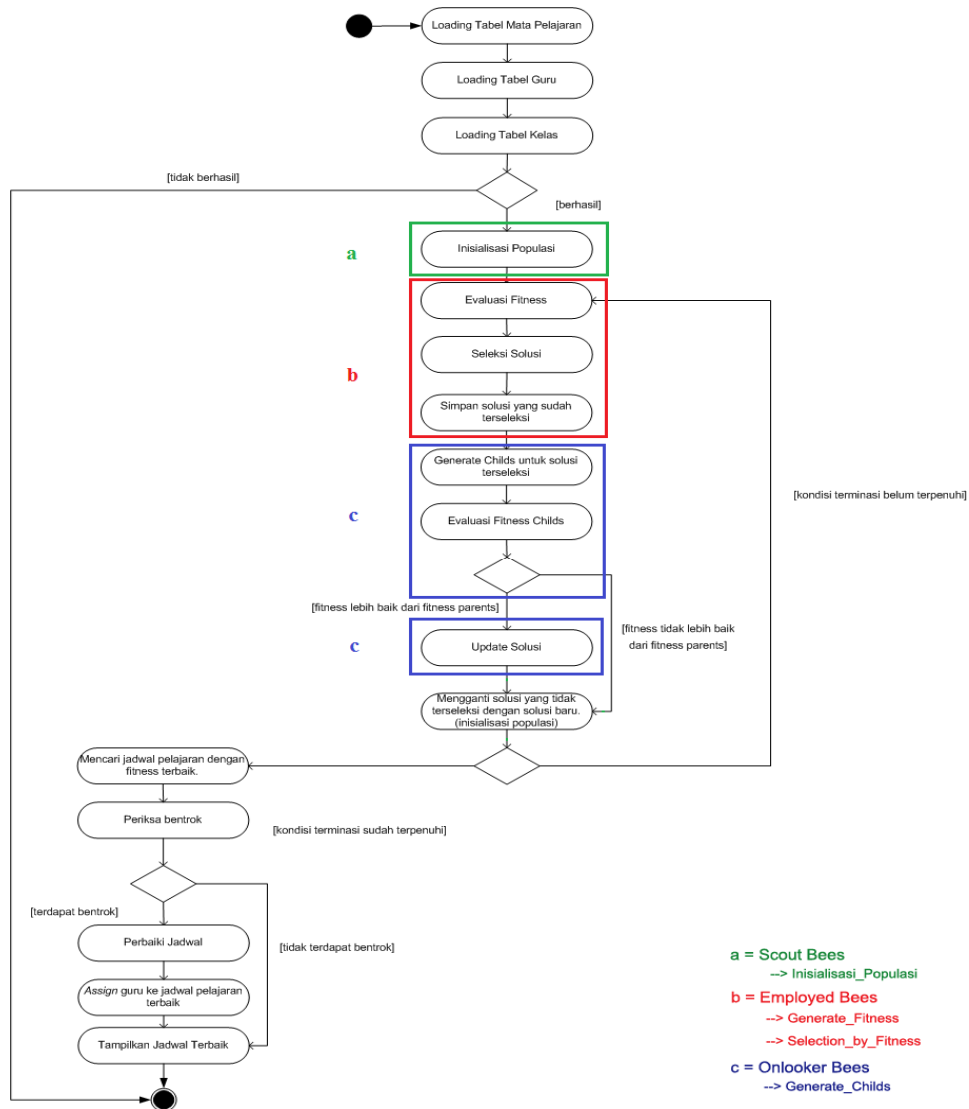 Loading Tabel Mata Pelajaran
Loading Tabel Guru
Loading Tabel Kelas
[tidak berhasil]
[berhasil]
a
Inisialisasi Populasi
Evaluasi Fitness
Seleksi Solusi
b
Simpan solusi yang sudah
terseleksi
Generate Childs untuk solusi
terseleksi
[kondisi terminasi belum terpenuhi]
c
Evaluasi Fitness Childs
[fitness lebih baik dari fitness parents]
[fitness tidak lebih baik
dari fitness parents]
c
Update Solusi
Mengganti solusi yang tidak
terseleksi dengan solusi baru.
(inisialisasi populasi)
Mencari jadwal pelajaran dengan
fitness terbaik.
Periksa bentrok
[kondisi terminasi sudah terpenuhi]
[terdapat bentrok]
Perbaiki Jadwal
[tidak terdapat bentrok]
Assign guru ke jadwal pelajaran
terbaik
Tampilkan Jadwal Terbaik
a = Scout Bees
--> Inisialisasi_Populasi
b = Employed Bees
--> Generate_Fitness
--> Selection_by_Fitness
c = Onlooker Bees
--> Generate_Childs